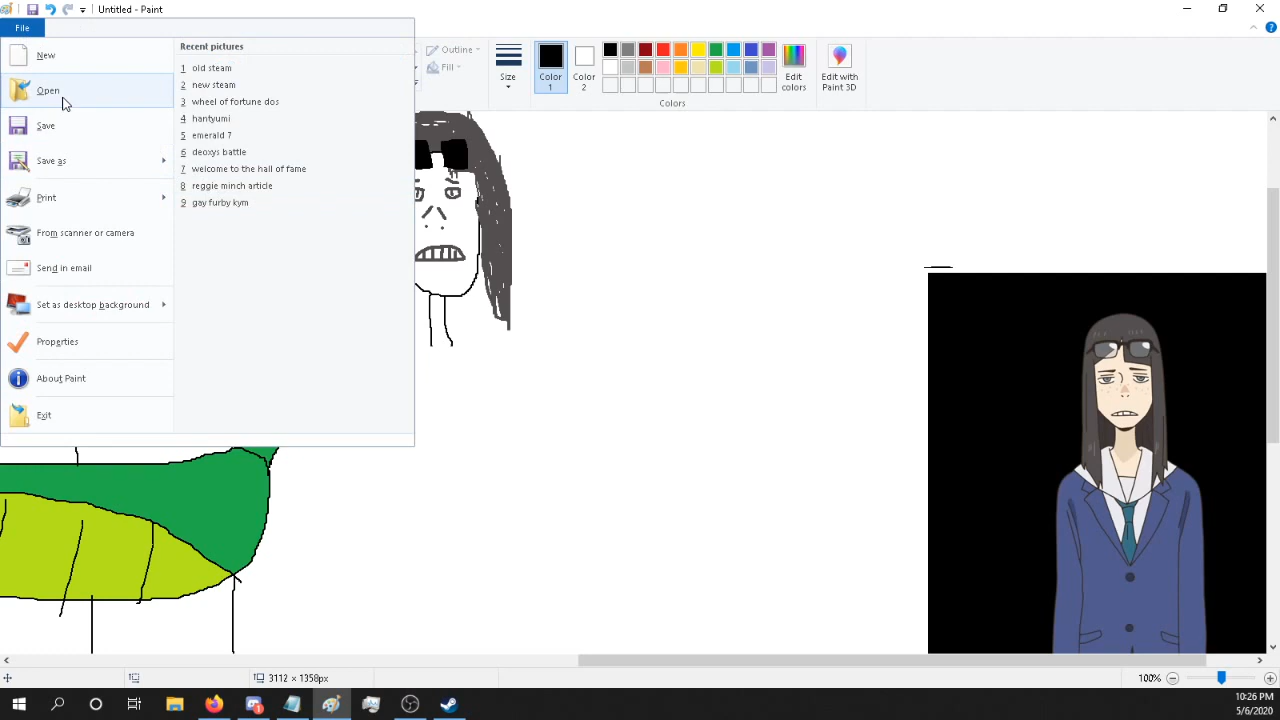 Untitled - Paint
File
New
Open
Save
Save as
Print
From scanner or camera
Send in email
Set as desktop background
Properties
About Paint
Exit
Recent pictures
1 old steam
2 new steam
3 wheel of fortune dos
4 hantyumi
5 emerald 7
6 deoxys battle
7 welcome to the hall of fame
8 reggie minch article
9 gay furby kym
Outline
Fill
Size
Color
1
Color
2
Edit
colors
Edit with
Paint 3D
Colors
3112 × 1358px
100%
10:26 PM
5/6/2020